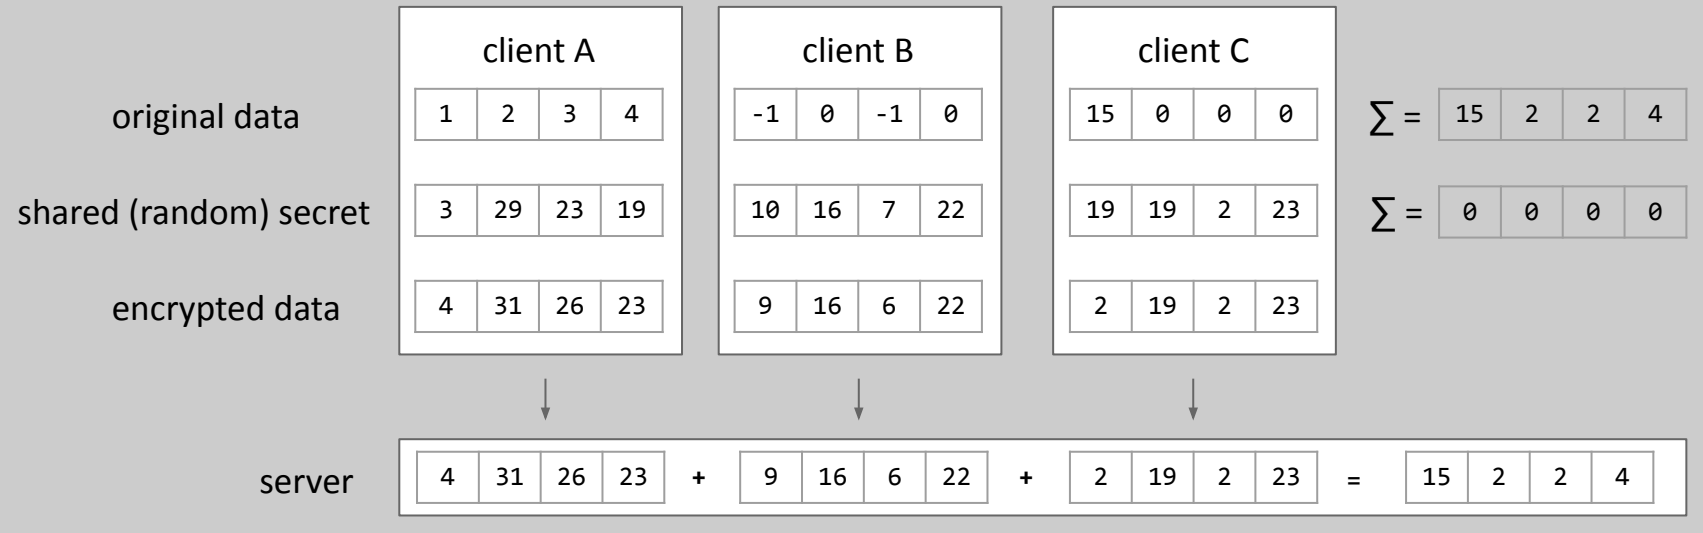 client A client B client C
original data 1 2 3 4 -1 0 -1 0 15 0 0 0 ∑ = 15 2 2 4
shared (random) secret 3 29 23 19 10 16 7 22 19 19 2 23 ∑ = 0 0 0 0
encrypted data 4 31 26 23 9 16 6 22 2 19 2 23
server 4 31 26 23 + 9 16 6 22 + 2 19 2 23 = 15 2 2 4